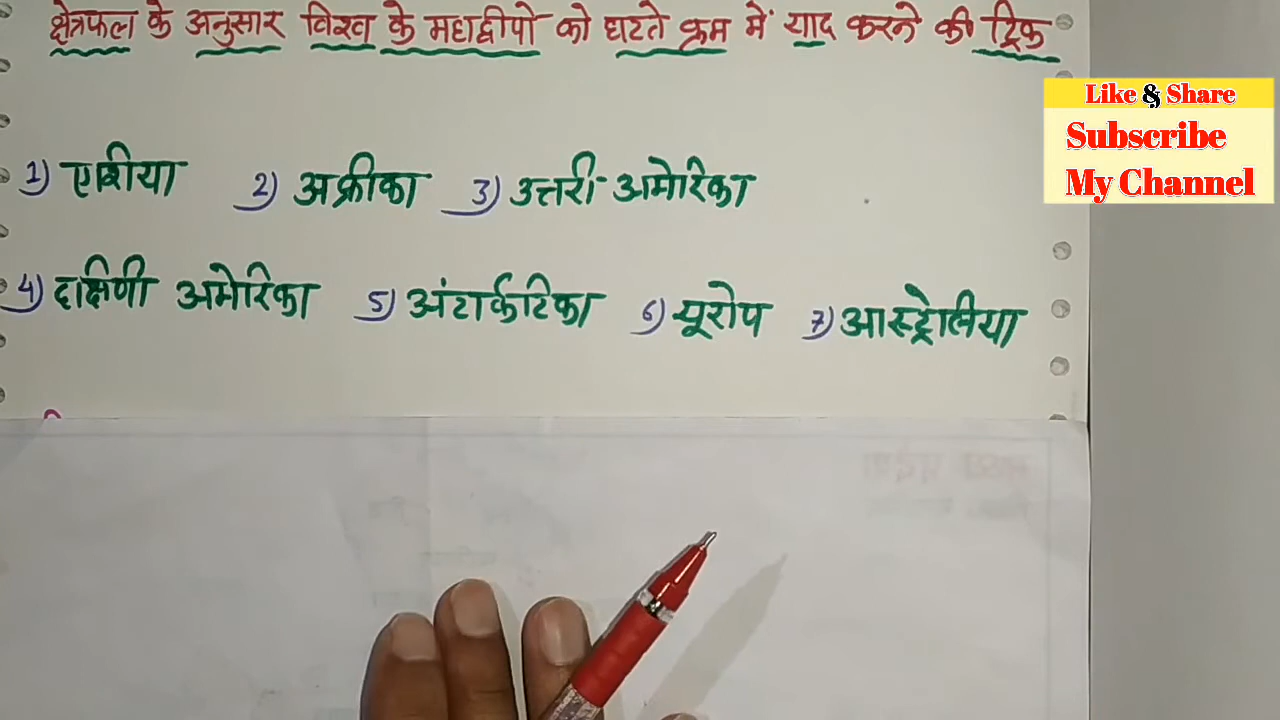 क्षेत्रफल के अनुसार विश्व के महाद्वीपो को घटते क्रम में याद करने की ट्रिक
Like & Share
Subscribe
My Channel
1) एशिया 2) अफ्रीका 3) उत्तरी अमेरिका
4) दक्षिणी अमेरिका 5) अंटार्कटिका 6) यूरोप 7) आस्ट्रेलिया